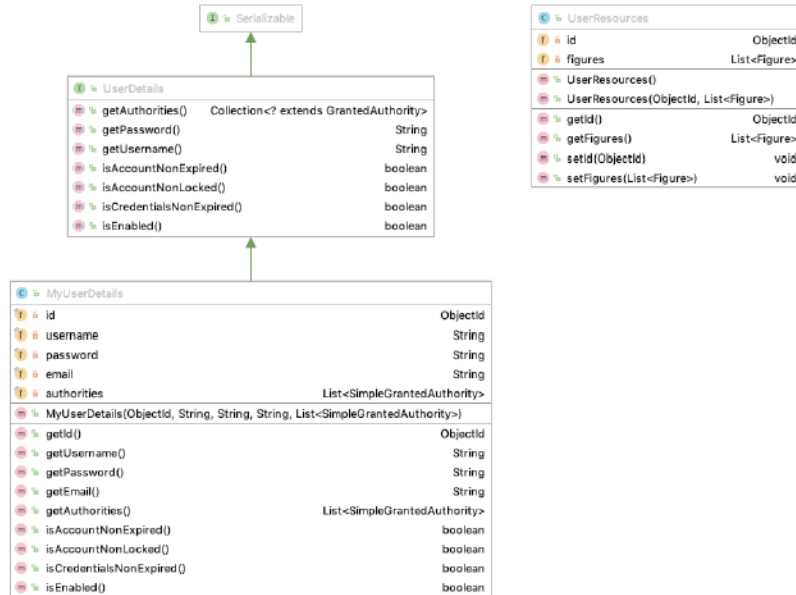 Serializable
UserDetails
getAuthorities() Collection<? extends GrantedAuthority>
getPassword() String
getUsername() String
isAccountNonExpired() boolean
isAccountNonLocked() boolean
isCredentialsNonExpired() boolean
isEnabled() boolean
MyUserDetails
id ObjectId
username String
password String
email String
authorities List<SimpleGrantedAuthority>
MyUserDetails(ObjectId, String, String, String, List<SimpleGrantedAuthority>)
getId() ObjectId
getUsername() String
getPassword() String
getEmail() String
getAuthorities() List<SimpleGrantedAuthority>
isAccountNonExpired() boolean
isAccountNonLocked() boolean
isCredentialsNonExpired() boolean
isEnabled() boolean
UserResources
id ObjectId
figures List<Figure>
UserResources()
UserResources(ObjectId, List<Figure>)
getId() ObjectId
getFigures() List<Figure>
setId(ObjectId) void
setFigures(List<Figure>) void